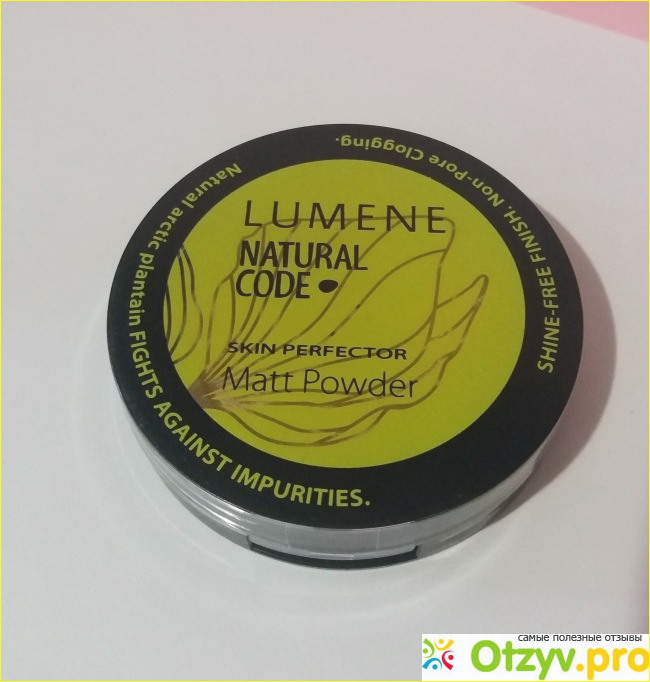 LUMENE
NATURAL
CODE
SKIN PERFECTOR
Matt Powder
Natural arctic plantain FIGHTS AGAINST IMPURITIES.
SHINE-FREE FINISH. Non-Pore Clogging.
самые полезные отзывы
Otzyv.pro